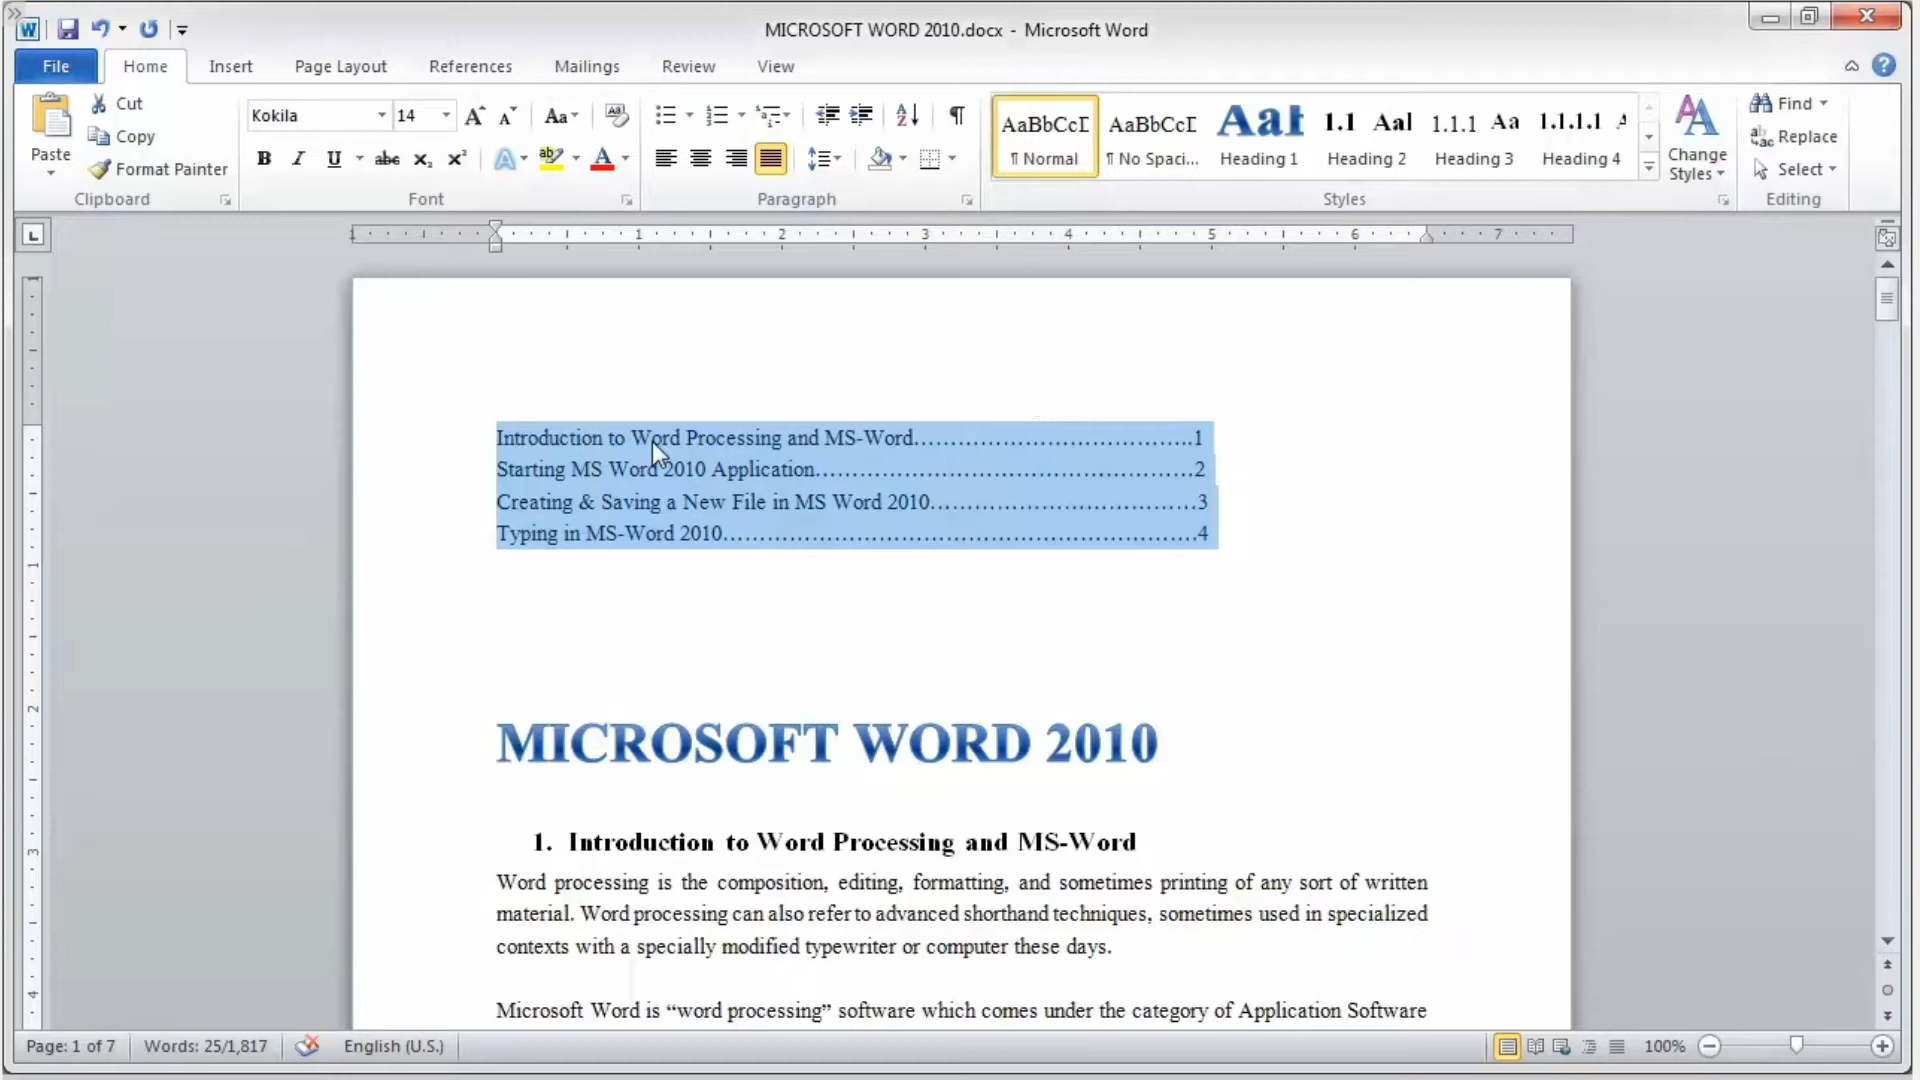 MICROSOFT WORD 2010.docx - Microsoft Word
File Home Insert Page Layout References Mailings Review View
Paste
Cut
Copy
Format Painter
Clipboard
Kokila 14
Font
Paragraph
AaBbCcI AaBbCcI AaI 1.1 AaI 1.1.1 Aa 1.1.1.1 A
¶ Normal ¶ No Spaci... Heading 1 Heading 2 Heading 3 Heading 4
Styles
Change Styles
Find
Replace
Select
Editing
1 1 2 3 4 5 6 7
Introduction to Word Processing and MS-Word…………………………………..1
Starting MS Word 2010 Application……………………………………………2
Creating & Saving a New File in MS Word 2010………………………………3
Typing in MS-Word 2010……………………………………………………….4
MICROSOFT WORD 2010
1. Introduction to Word Processing and MS-Word
Word processing is the composition, editing, formatting, and sometimes printing of any sort of written
material. Word processing can also refer to advanced shorthand techniques, sometimes used in specialized
contexts with a specially modified typewriter or computer these days.
Microsoft Word is “word processing” software which comes under the category of Application Software
Page: 1 of 7 Words: 25/1,817 English (U.S.) 100%